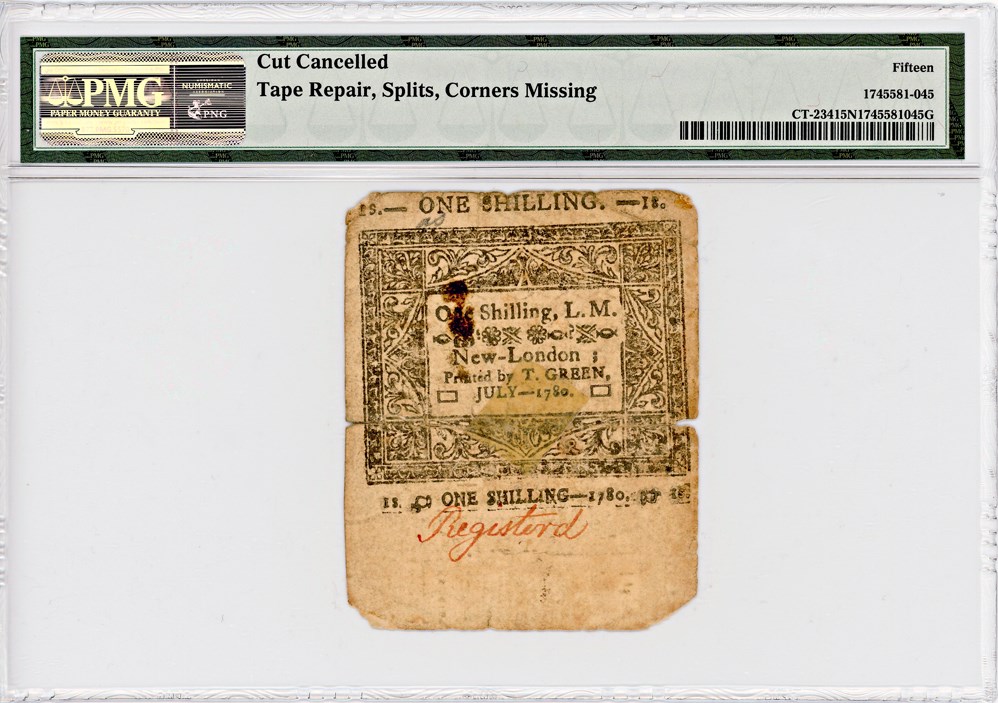 Cut Cancelled
Tape Repair, Splits, Corners Missing
Fifteen
1745581-045
CT-23415N1745581045G
PMG
PAPER MONEY GUARANTY
NUMISMATIC
PNG
1S.— ONE SHILLING. —1S.
One Shilling, L. M.
New-London ;
Printed by T. GREEN,
JULY—1780.
1S. ONE SHILLING—1780. 1S.
Registerd